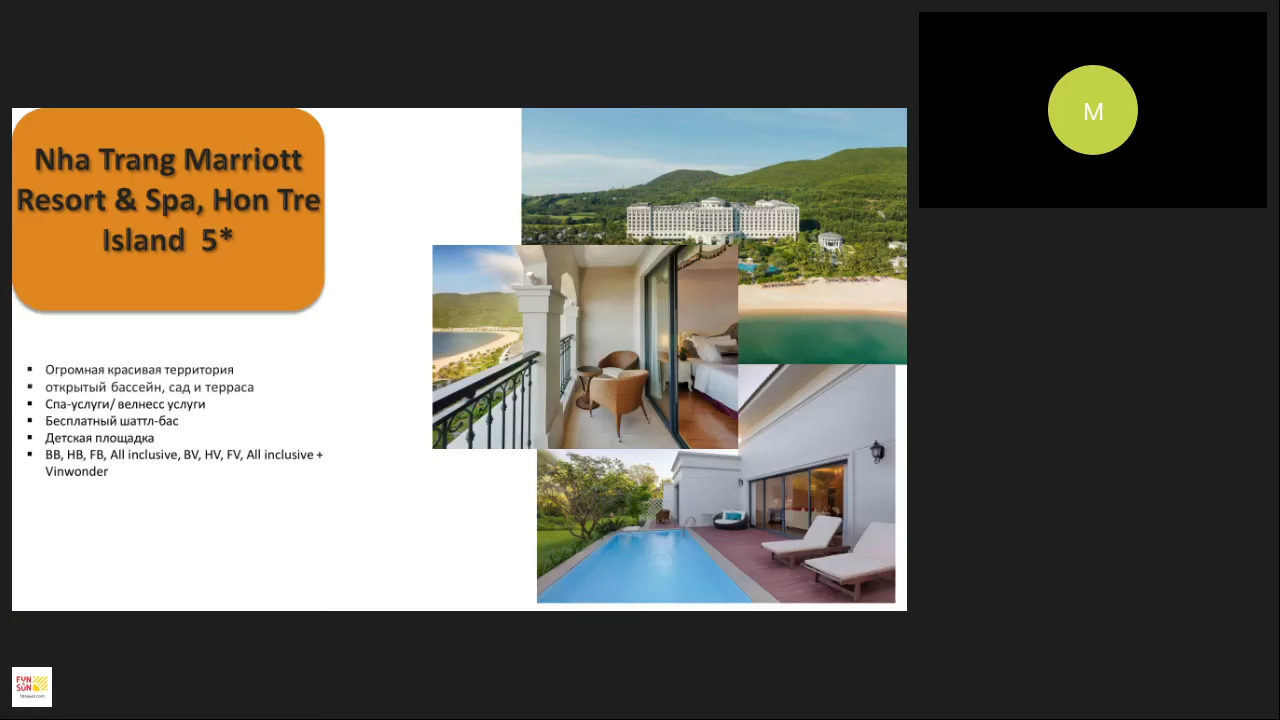 Nha Trang Marriott
Resort & Spa, Hon Tre
Island 5*
Огромная красивая территория
открытый бассейн, сад и терраса
Спа-услуги/ велнесс услуги
Бесплатный шаттл-бас
Детская площадка
BB, HB, FB, All inclusive, BV, HV, FV, All inclusive +
Vinwonder
M
FUN
&SUN